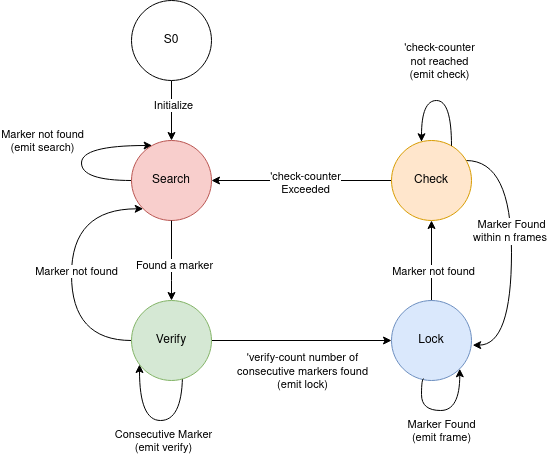 S0
'check-counter
not reached
(emit check)
Initialize
Marker not found
(emit search)
Search
'check-counter
Exceeded
Check
Marker Found
within n frames
Found a marker
Marker not found
Marker not found
Verify
Lock
'verify-count number of
consecutive markers found
(emit lock)
Consecutive Marker
(emit verify)
Marker Found
(emit frame)